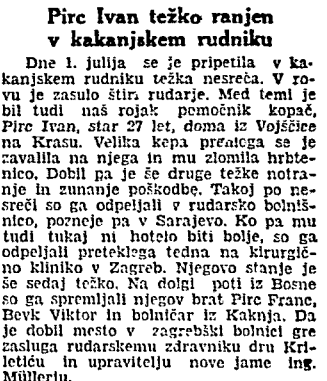 Pirc Ivan težko ranjen
v kakanjskem rudniku
Dne 1. julija se je pripetila v ka-
kanjskem rudniku težka nesreča. V ro-
vu je zasulo štiri rudarje. Med temi je
bil tudi naš rojak pomočnik kopač,
Pirc Ivan, star 27 let, doma iz Vojščice
na Krasu. Velika kepa premoga se je
zavalila na njega in mu zlomila hrbte-
nico. Dobil pa je še druge težke notra-
nje in zunanje poškodbe. Takoj po ne-
sreči so ga odpeljali v rudarsko bolniš-
nico, pozneje pa v Sarajevo. Ko pa mu
tudi tukaj ni hotelo biti bolje, so ga
odpeljali preteklega tedna na kirurgič-
no kliniko v Zagreb. Njegovo stanje je
še sedaj težko. Na dolgi poti iz Bosne
so ga spremljali njegov brat Pirc Franc,
Bevk Viktor in bolničar iz Kaknja. Da
je dobil mesto v zagrebški bolnici gre
zasluga rudarskemu zdravniku dru Kri-
letiću in upravitelju nove jame ing.
Müllerju.